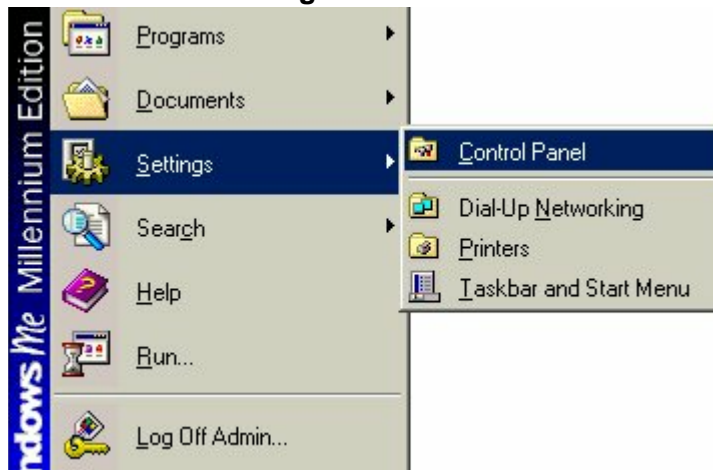 ndows Me Millennium Edition
Programs
Documents
Settings
Search
Help
Run...
Log Off Admin...
Control Panel
Dial-Up Networking
Printers
Taskbar and Start Menu